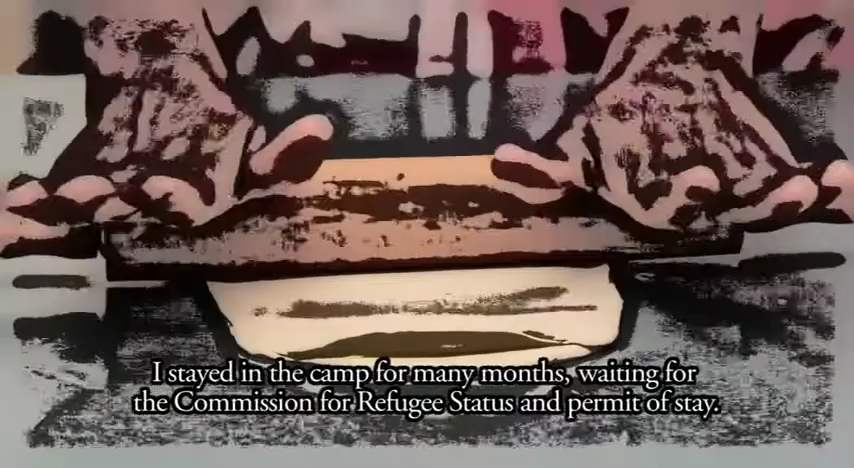 I stayed in the camp for many months, waiting for
the Commission for Refugee Status and permit of stay.